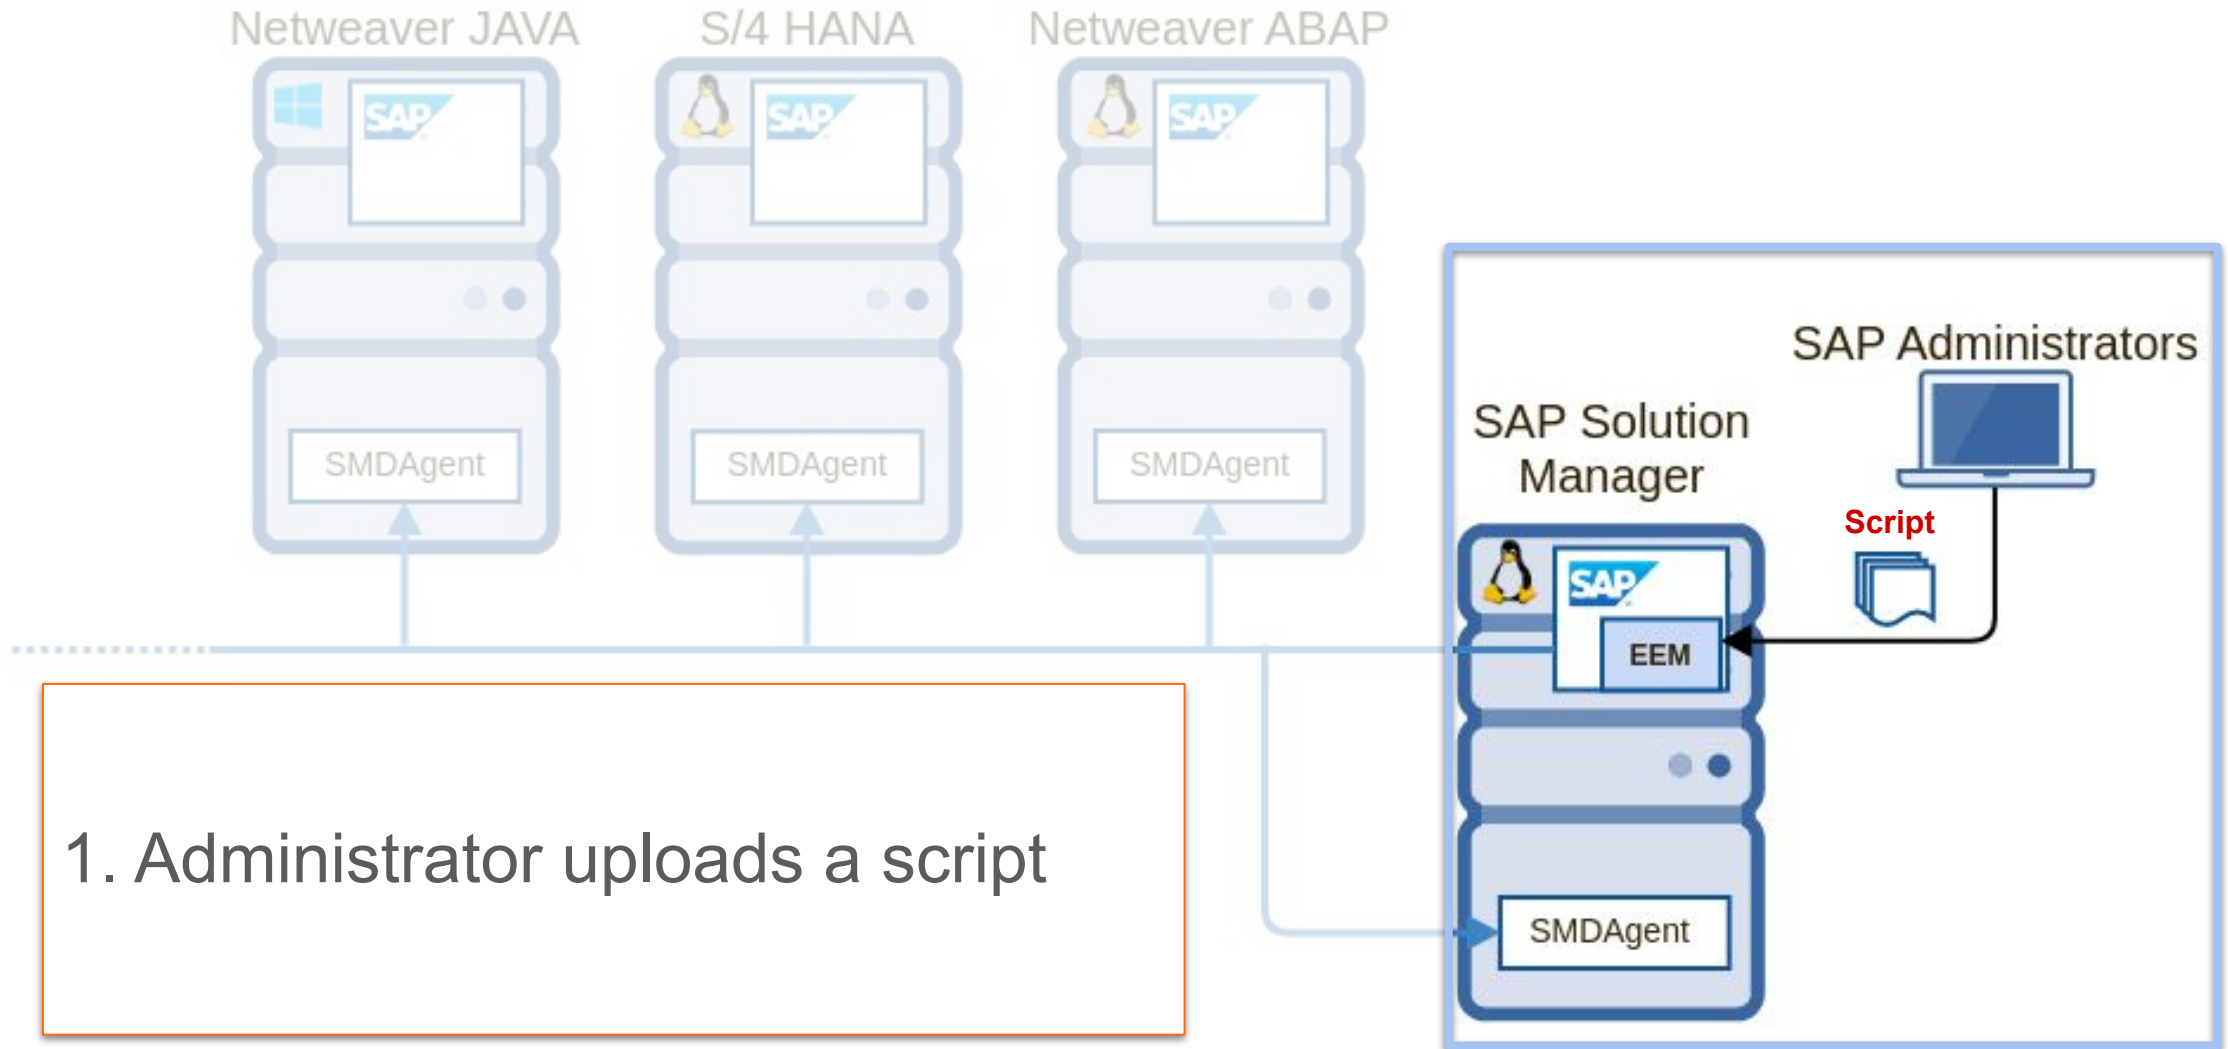 Netweaver JAVA
S/4 HANA
Netweaver ABAP
SAP
SAP
SAP
SMDAgent
SMDAgent
SMDAgent
SAP Administrators
SAP Solution
Manager
Script
SAP
EEM
SMDAgent
1. Administrator uploads a script